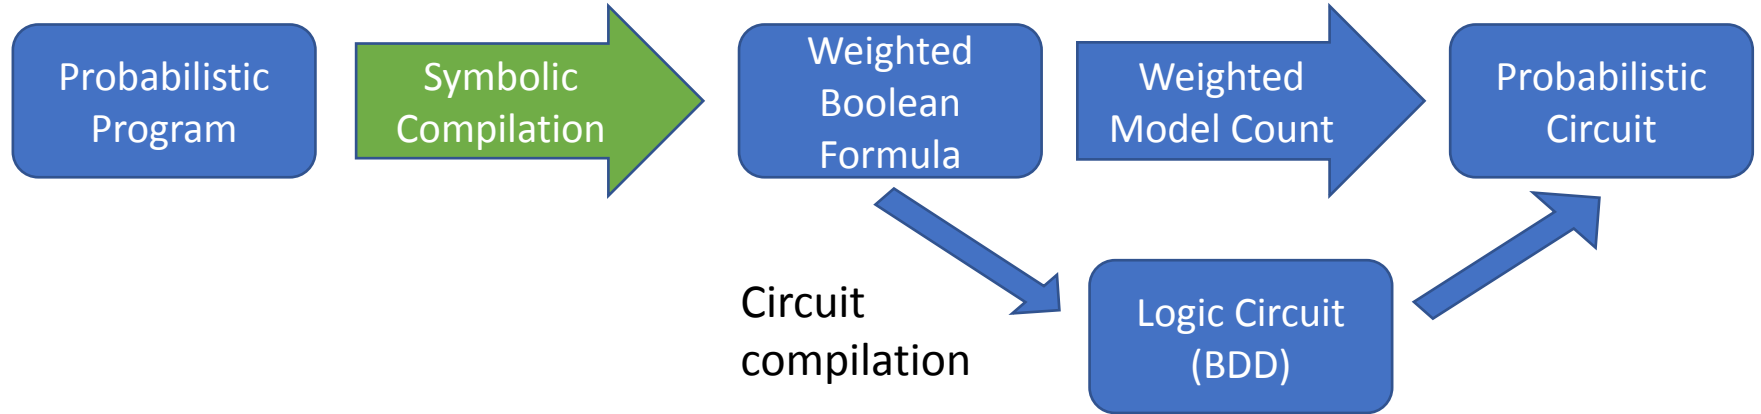 Probabilistic
Program
Symbolic
Compilation
Weighted
Boolean
Formula
Weighted
Model Count
Probabilistic
Circuit
Circuit
compilation
Logic Circuit
(BDD)